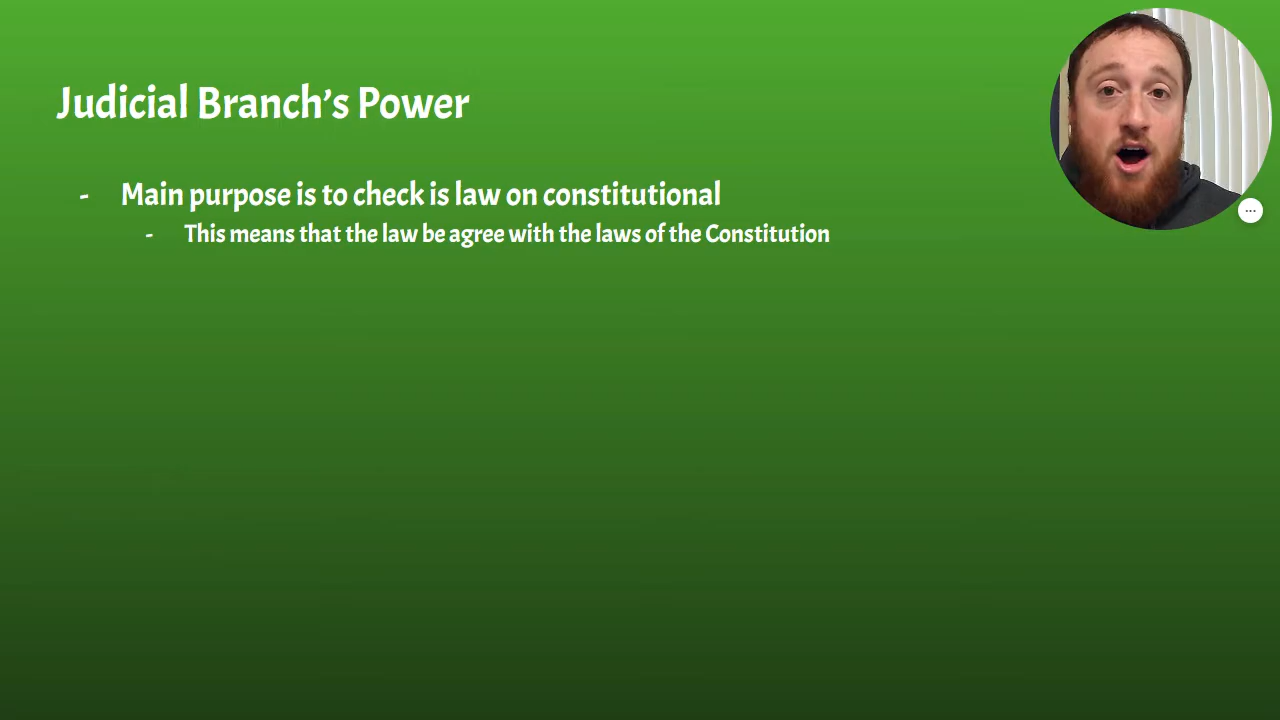 Judicial Branch’s Power
- Main purpose is to check is law on constitutional
- This means that the law be agree with the laws of the Constitution